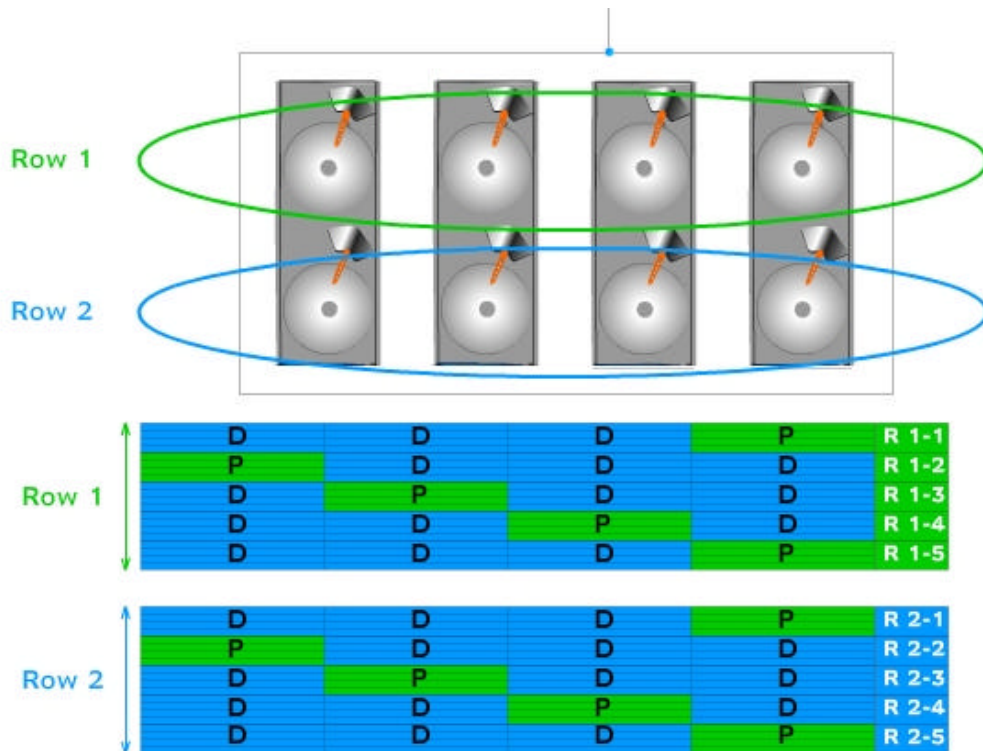 Row 1
Row 2
Row 1
D D D P R 1-1
P D D D R 1-2
D P D D R 1-3
D D P D R 1-4
D D D P R 1-5
Row 2
D D D P R 2-1
P D D D R 2-2
D P D D R 2-3
D D P D R 2-4
D D D P R 2-5